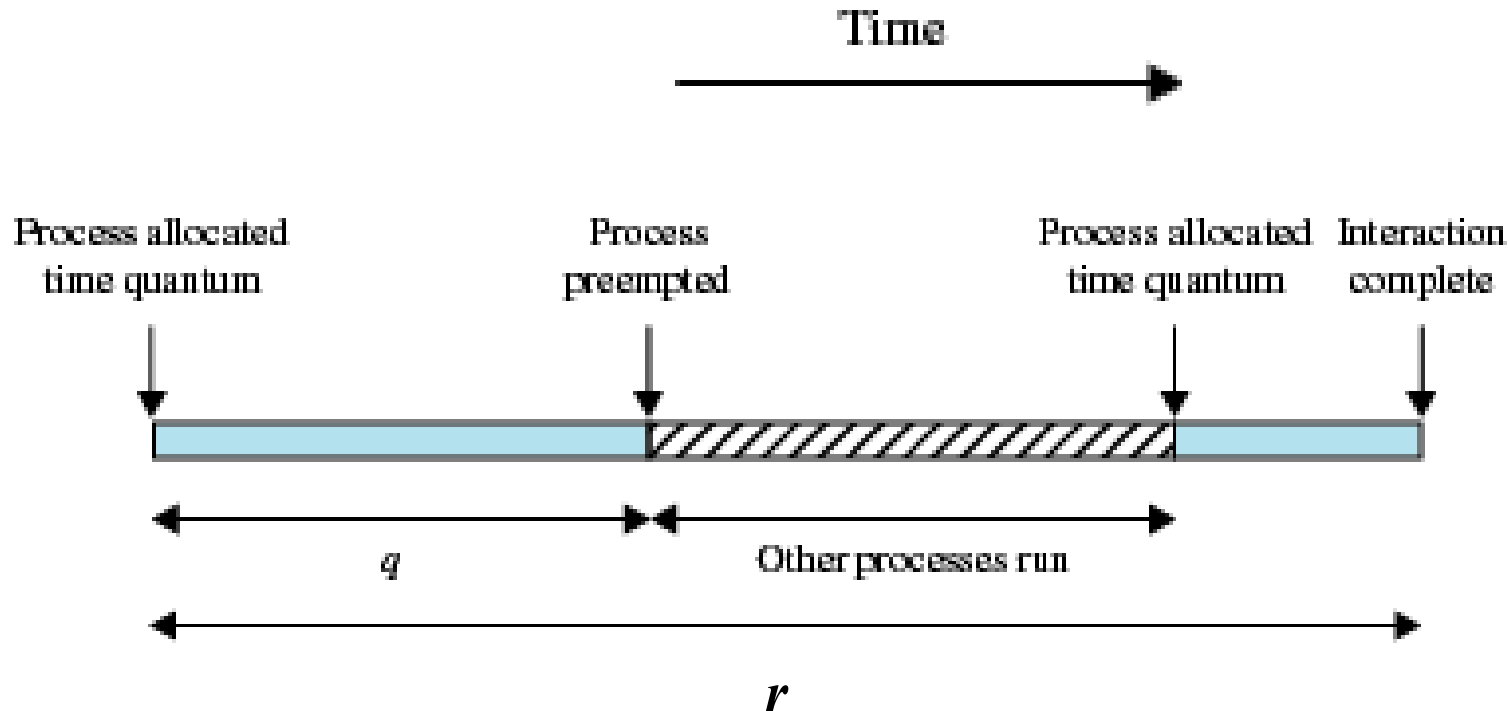 Time
Process allocated
time quantum
Process
preempted
Process allocated
time quantum
Interaction
complete
q
Other processes run
r